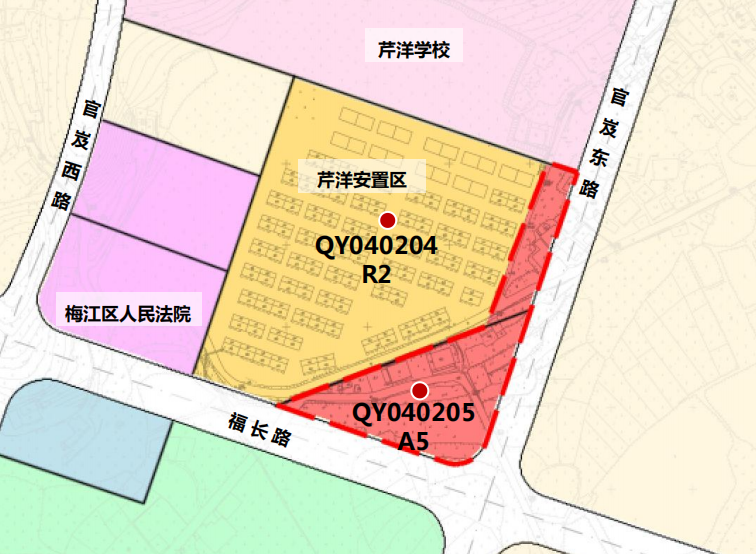 芹洋学校
官岌西路
官岌东路
芹洋安置区
QY040204
R2
梅江区人民法院
QY040205
A5
福长路